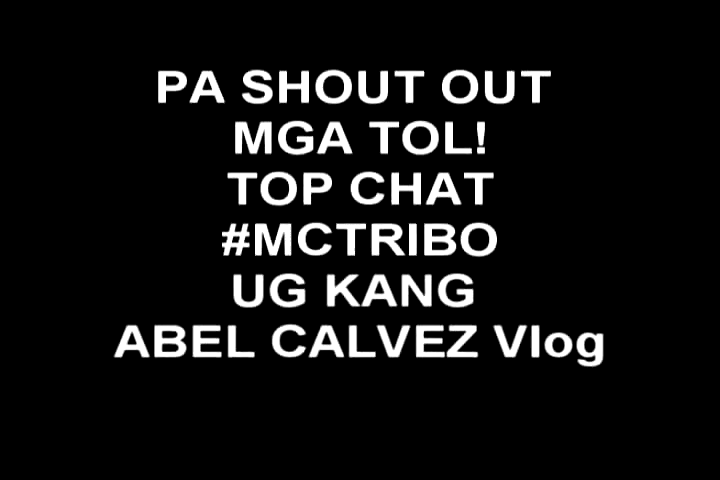 PA SHOUT OUT
MGA TOL!
TOP CHAT
#MCTRIBO
UG KANG
ABEL CALVEZ Vlog